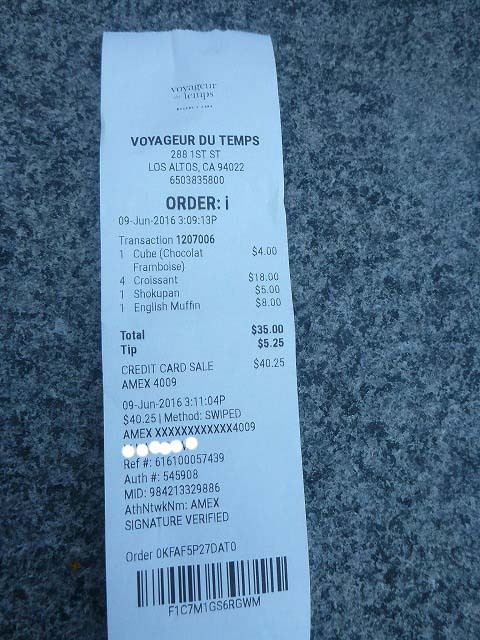 voyageur
du temps
VOYAGEUR DU TEMPS
288 1ST ST
LOS ALTOS, CA 94022
6503835800
ORDER: i
09-Jun-2016 3:09:13P
Transaction 1207006
1 Cube (Chocolat Framboise) $4.00
4 Croissant $18.00
1 Shokupan $5.00
1 English Muffin $8.00
Total $35.00
Tip $5.25
CREDIT CARD SALE $40.25
AMEX 4009
09-Jun-2016 3:11:04P
$40.25 | Method: SWIPED
AMEX XXXXXXXXXXXX4009
Ref #: 616100057439
Auth #: 545908
MID: 984213329886
AthNtwkNm: AMEX
SIGNATURE VERIFIED
Order 0KFAF5P27DAT0
F1C7M1GS6RGWM